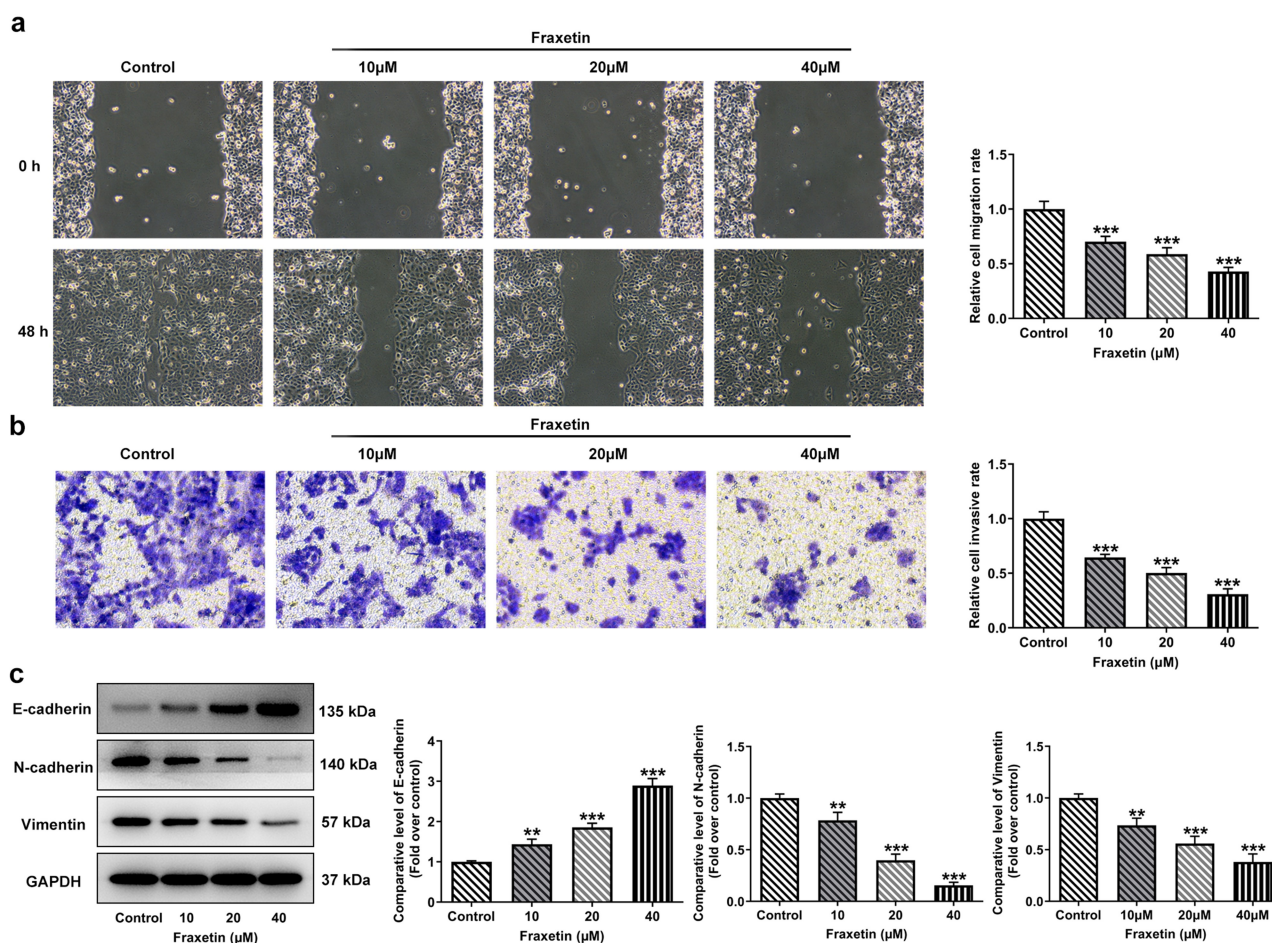 a
Fraxetin
Control 10μM 20μM 40μM
0 h
48 h
Relative cell migration rate
1.5
1.0
0.5
0.0
*** *** ***
Control 10 20 40
Fraxetin (μM)
b
Fraxetin
Control 10μM 20μM 40μM
Relative cell invasive rate
1.5
1.0
0.5
0.0
*** *** ***
Control 10 20 40
Fraxetin (μM)
c
E-cadherin 135 kDa
N-cadherin 140 kDa
Vimentin 57 kDa
GAPDH 37 kDa
Control 10 20 40
Fraxetin (μM)
Comparative level of E-cadherin
(Fold over control)
4
3
2
1
0
** *** ***
Control 10 20 40
Fraxetin (μM)
Comparative level of N-cadherin
(Fold over control)
1.5
1.0
0.5
0.0
** *** ***
Control 10 20 40
Fraxetin (μM)
Comparative level of Vimentin
(Fold over control)
1.5
1.0
0.5
0.0
** *** ***
Control 10μM 20μM 40μM
Fraxetin (μM)